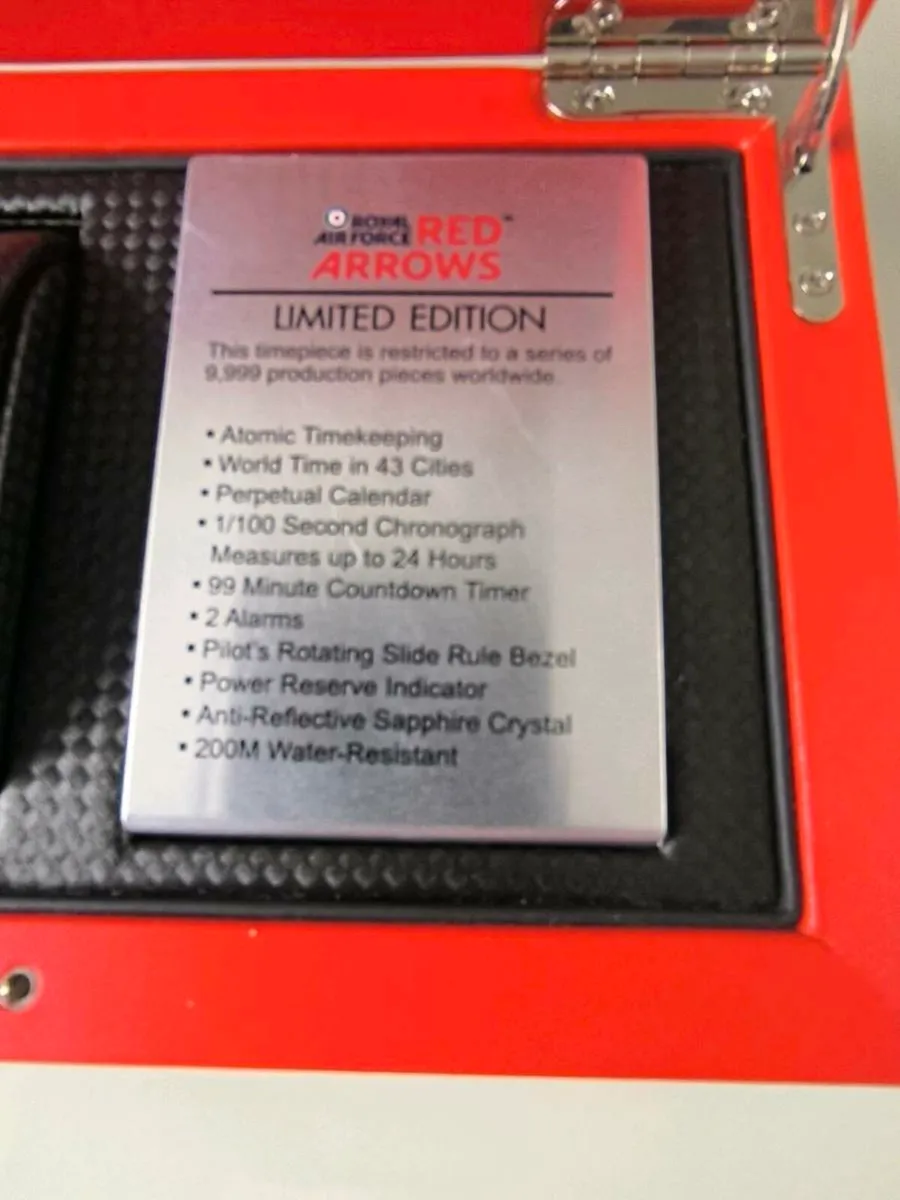 ROYAL AIR FORCE RED™
ARROWS
LIMITED EDITION
This timepiece is restricted to a series of
9,999 production pieces worldwide.
• Atomic Timekeeping
• World Time in 43 Cities
• Perpetual Calendar
• 1/100 Second Chronograph
Measures up to 24 Hours
• 99 Minute Countdown Timer
• 2 Alarms
• Pilot's Rotating Slide Rule Bezel
• Power Reserve Indicator
• Anti-Reflective Sapphire Crystal
• 200M Water-Resistant